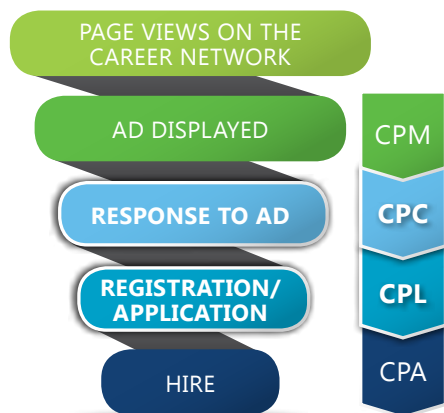 PAGE VIEWS ON THE
CAREER NETWORK
AD DISPLAYED
CPM
RESPONSE TO AD
CPC
REGISTRATION/
APPLICATION
CPL
HIRE
CPA